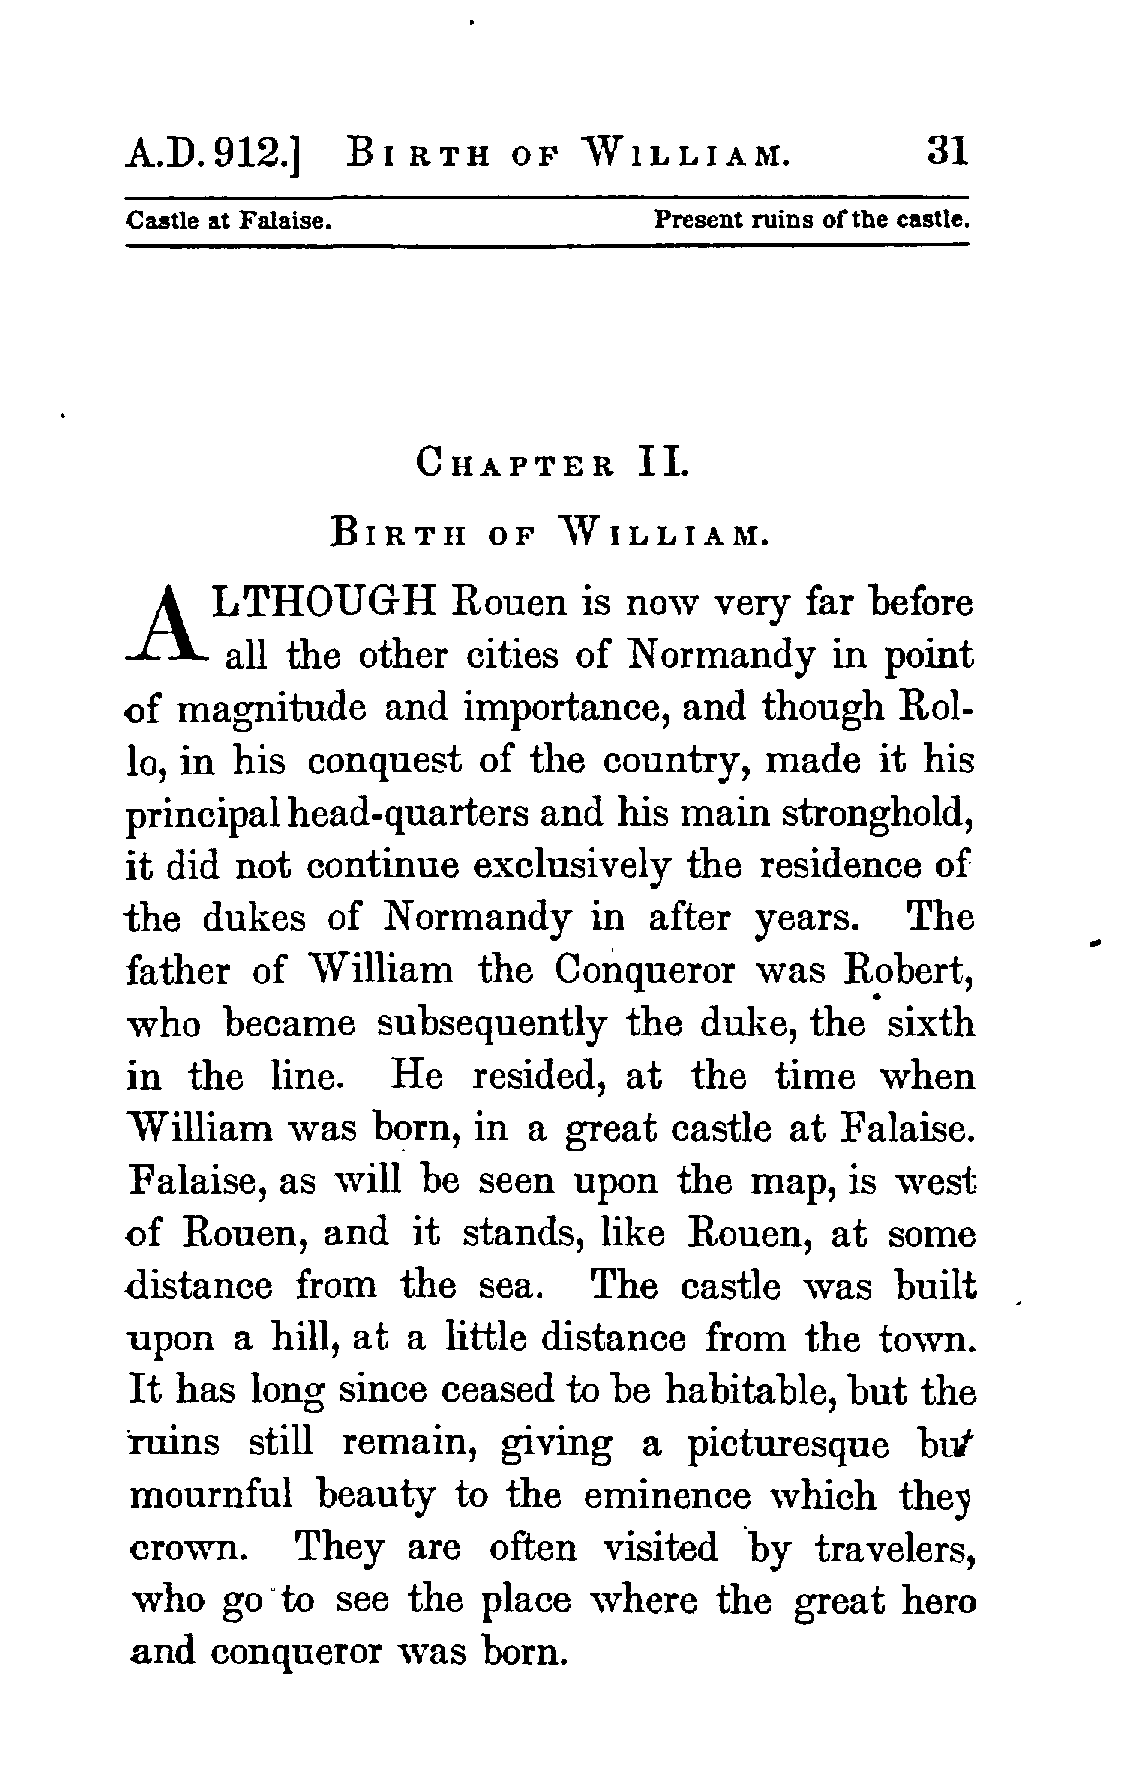 A.D. 912.] BIRTH OF WILLIAM. 31
Castle at Falaise. Present ruins of the castle.
CHAPTER II.
BIRTH OF WILLIAM.
ALTHOUGH Rouen is now very far before
all the other cities of Normandy in point
of magnitude and importance, and though Rol-
lo, in his conquest of the country, made it his
principal head-quarters and his main stronghold,
it did not continue exclusively the residence of
the dukes of Normandy in after years. The
father of William the Conqueror was Robert,
who became subsequently the duke, the sixth
in the line. He resided, at the time when
William was born, in a great castle at Falaise.
Falaise, as will be seen upon the map, is west
of Rouen, and it stands, like Rouen, at some
distance from the sea. The castle was built
upon a hill, at a little distance from the town.
It has long since ceased to be habitable, but the
ruins still remain, giving a picturesque but
mournful beauty to the eminence which they
crown. They are often visited by travelers,
who go to see the place where the great hero
and conqueror was born.